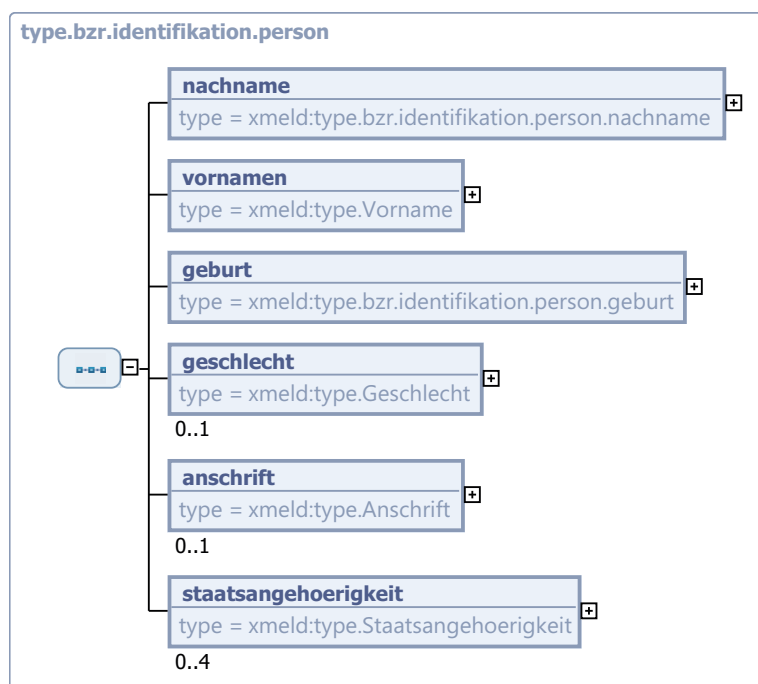 type.bzr.identifikation.person
nachname
type = xmeld:type.bzr.identifikation.person.nachname
vornamen
type = xmeld:type.Vorname
geburt
type = xmeld:type.bzr.identifikation.person.geburt
geschlecht
type = xmeld:type.Geschlecht
0..1
anschrift
type = xmeld:type.Anschrift
0..1
staatsangehoerigkeit
type = xmeld:type.Staatsangehoerigkeit
0..4